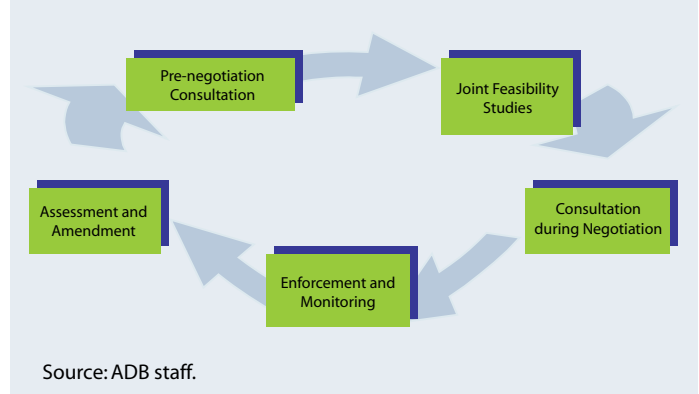 Pre-negotiation
Consultation
Joint Feasibility
Studies
Consultation
during Negotiation
Enforcement and
Monitoring
Assessment and
Amendment
Source: ADB staff.